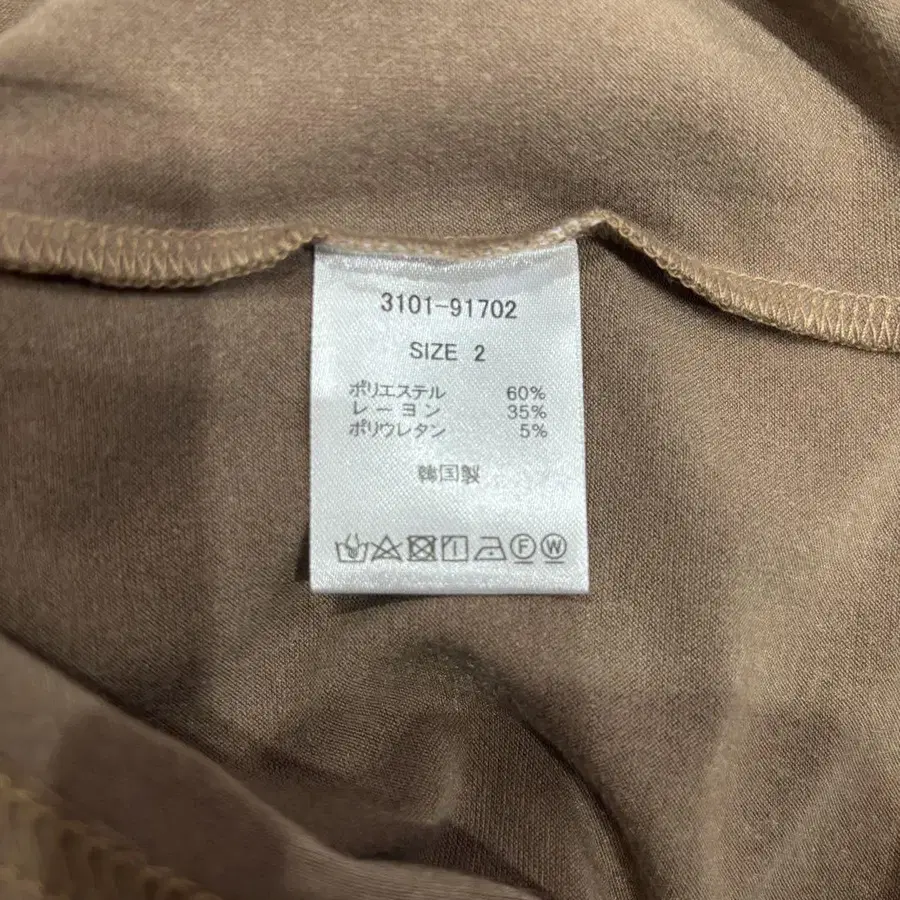 3101-91702
SIZE 2
ポリエステル 60%
レーヨン 35%
ポリウレタン 5%
韓国製
F W